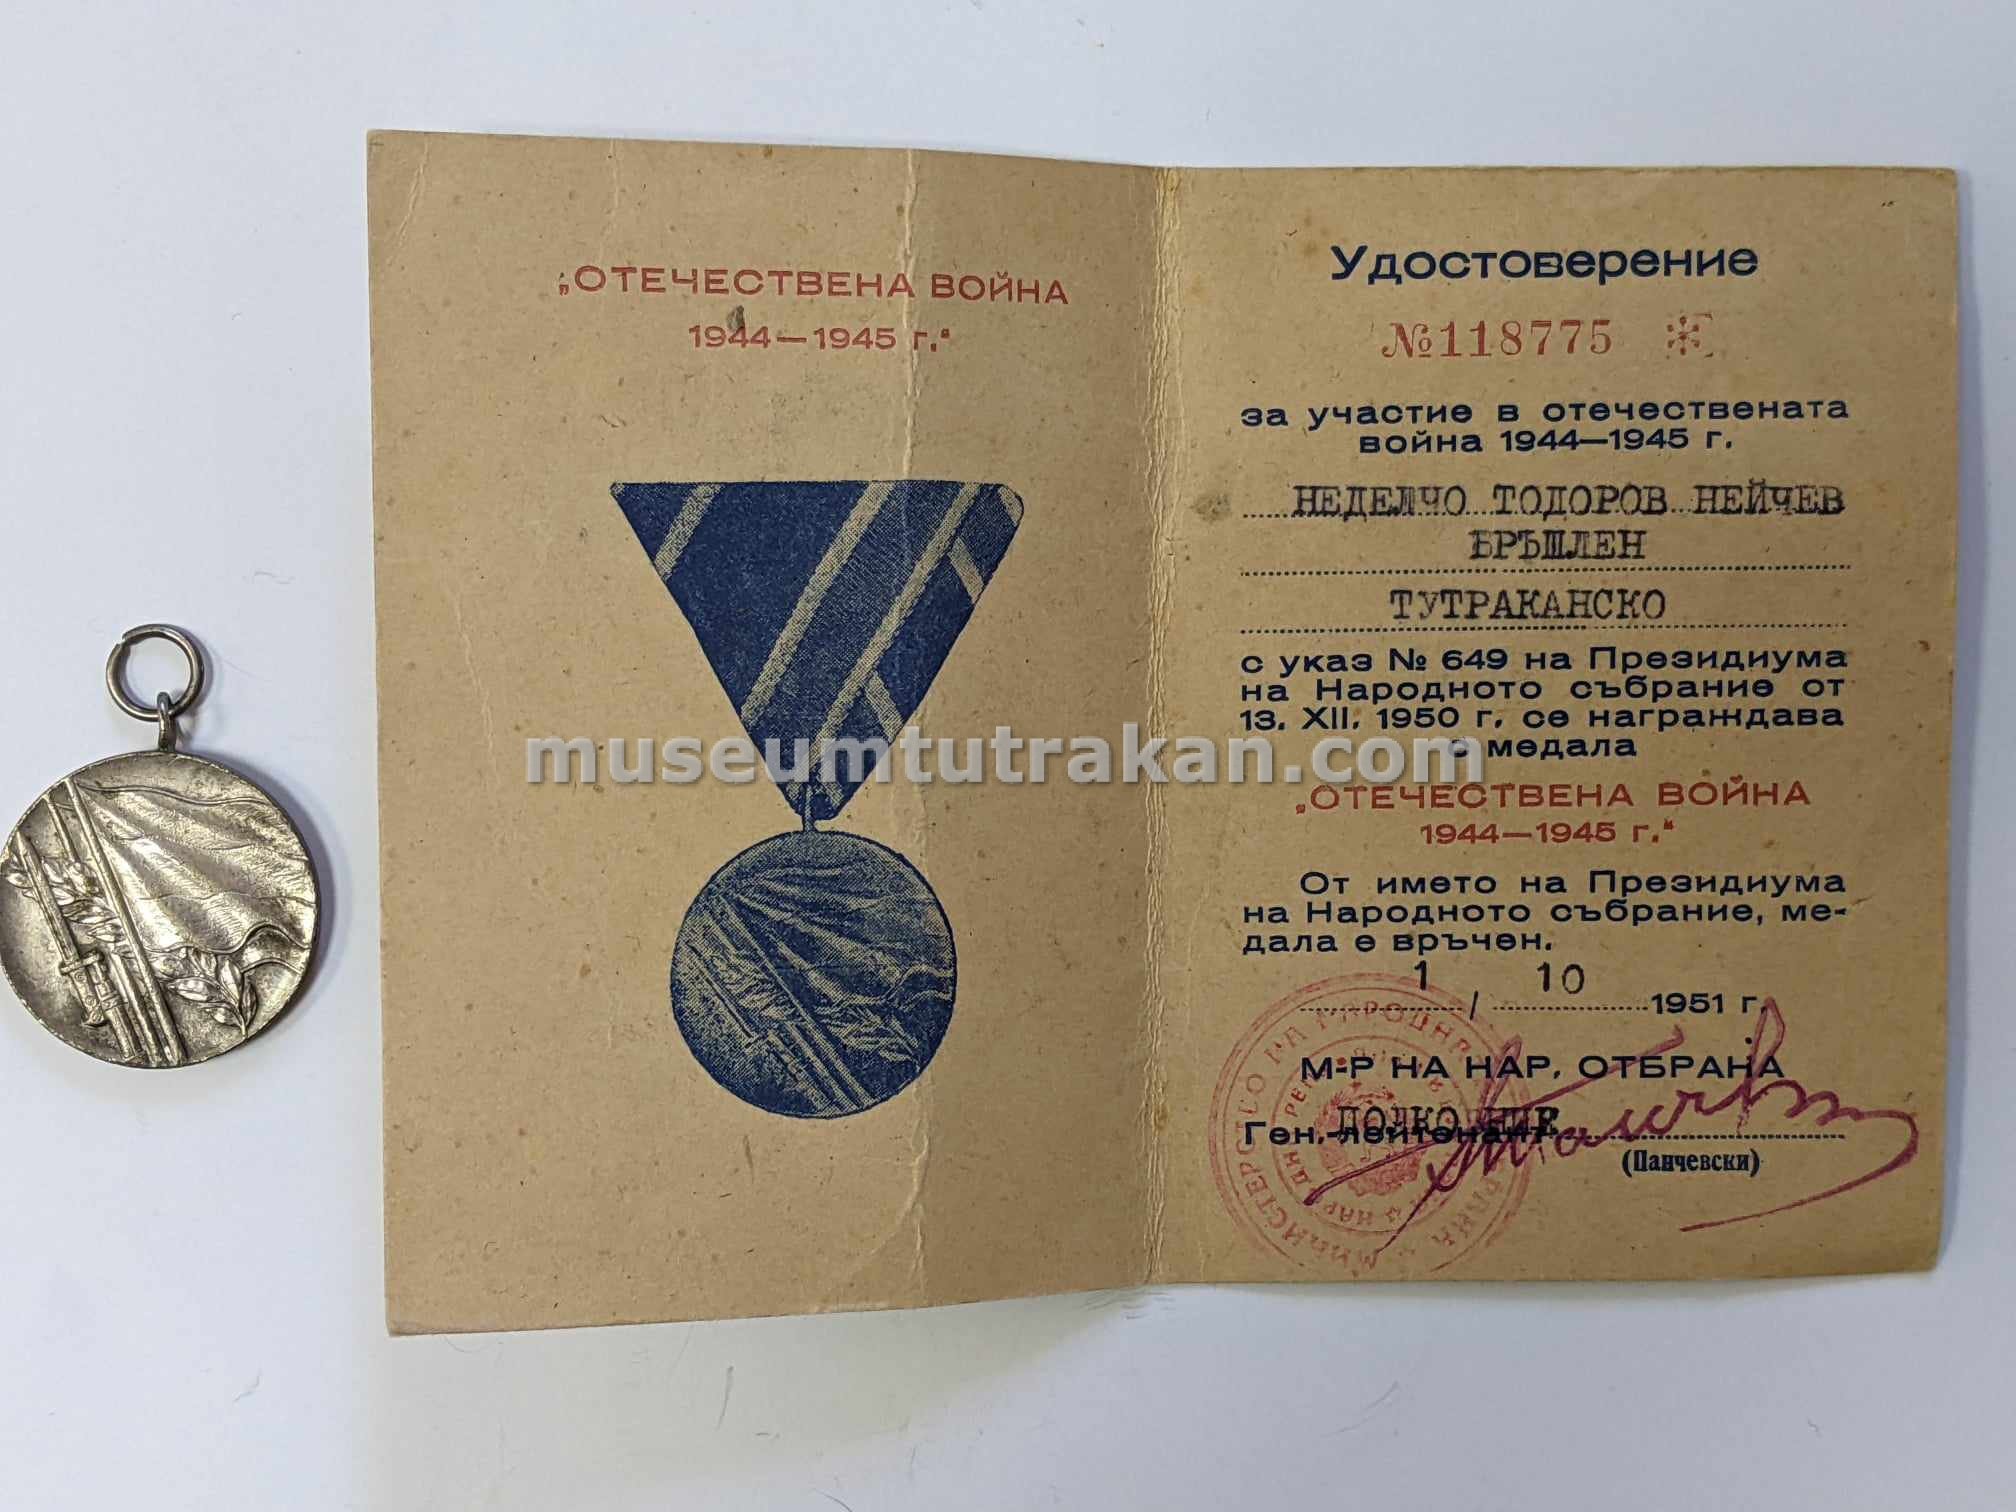 „ОТЕЧЕСТВЕНА ВОЙНА
1944—1945 г.“
Удостоверение
№118775
за участие в отечествената
война 1944—1945 г.
НЕДЕЛЧО ТОДОРОВ НЕЙЧЕВ
БРЪШЛЕН
ТУТРАКАНСКО
с указ № 649 на Президиума
на Народното събрание от
13. XII. 1950 г. се награждава
с медала
„ОТЕЧЕСТВЕНА ВОЙНА
1944—1945 г.“
От името на Президиума
на Народното събрание, ме-
дала е връчен.
1 / 10 1951 г.
М-Р НА НАР. ОТБРАНА
Ген.-лейтенант
(Панчевски)
museumtutrakan.com